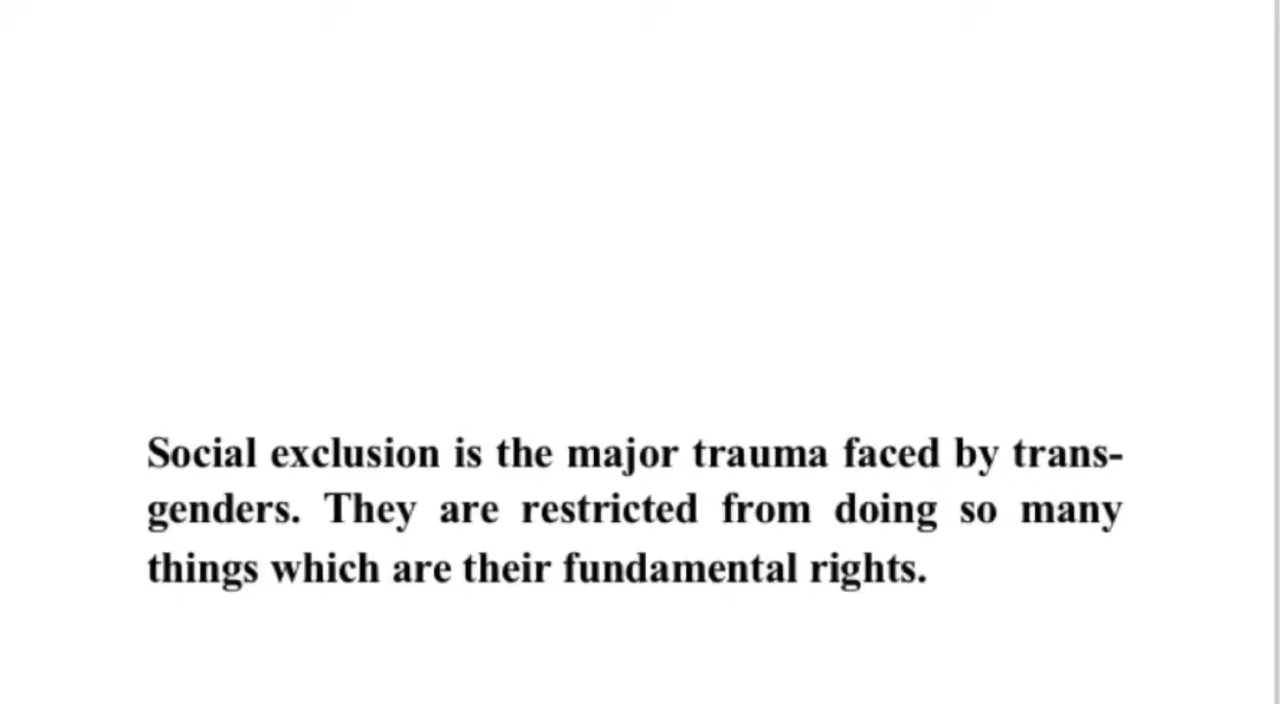 Social exclusion is the major trauma faced by trans-
genders. They are restricted from doing so many
things which are their fundamental rights.